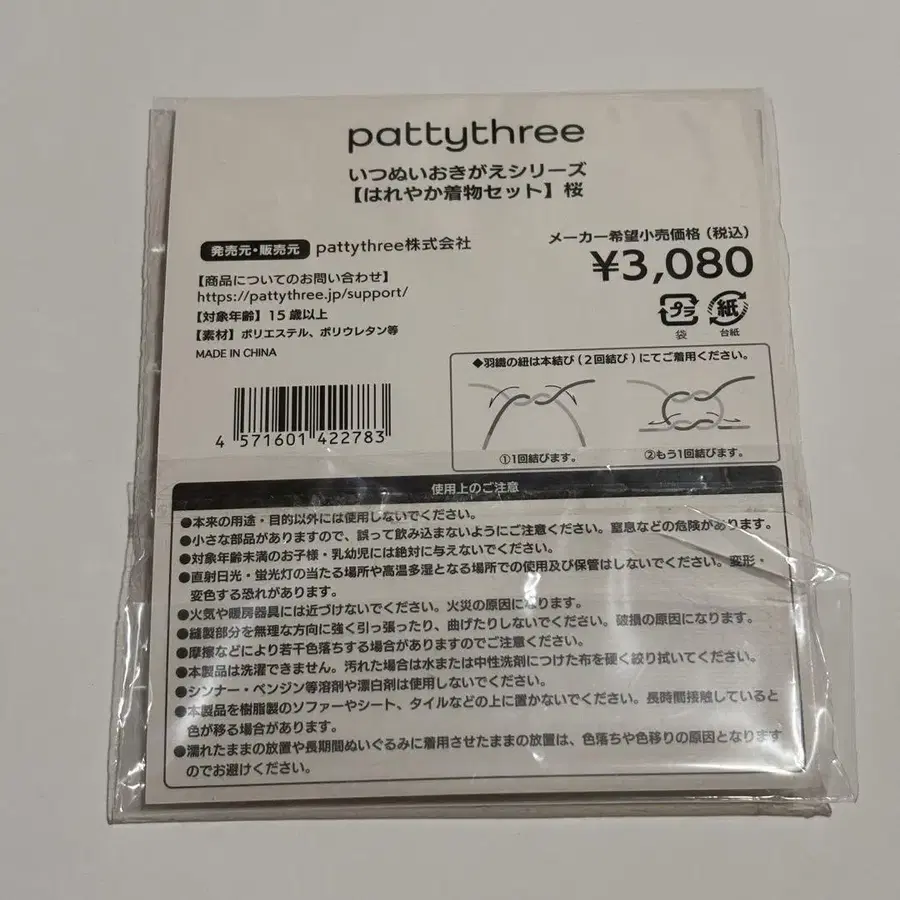 pattythree
いつぬいおきがえシリーズ
【はれやか着物セット】桜
発売元・販売元 pattythree株式会社
メーカー希望小売価格(税込)
¥3,080
【商品についてのお問い合わせ】
https://pattythree.jp/support/
【対象年齢】15歳以上
【素材】ポリエステル、ポリウレタン等
MADE IN CHINA
プラ 紙
袋 台紙
◆羽織の紐は本結び(2回結び)にてご着用ください。
①1回結びます。 ②もう1回結びます。
4 571601 422783
使用上のご注意
●本来の用途・目的以外には使用しないでください。
●小さな部品がありますので、誤って飲み込まないようにご注意ください。窒息などの危険があります。
●対象年齢未満のお子様・乳幼児には絶対に与えないでください。
●直射日光・蛍光灯の当たる場所や高温多湿となる場所での使用及び保管はしないでください。変形・
変色する恐れがあります。
●火気や暖房器具には近づけないでください。火災の原因になります。
●縫製部分を無理な方向に強く引っ張ったり、曲げたりしないでください。破損の原因になります。
●摩擦などにより若干色落ちする場合がありますのでご注意ください。
●本製品は洗濯できません。汚れた場合は水または中性洗剤につけた布を硬く絞り拭いてください。
●シンナー・ベンジン等溶剤や漂白剤は使用しないでください。
●本製品を樹脂製のソファーやシート、タイルなどの上に置かないでください。長時間接触していると
色が移る場合があります。
●濡れたままの放置や長期間ぬいぐるみに着用させたままの放置は、色落ちや色移りの原因となります
のでお避けください。